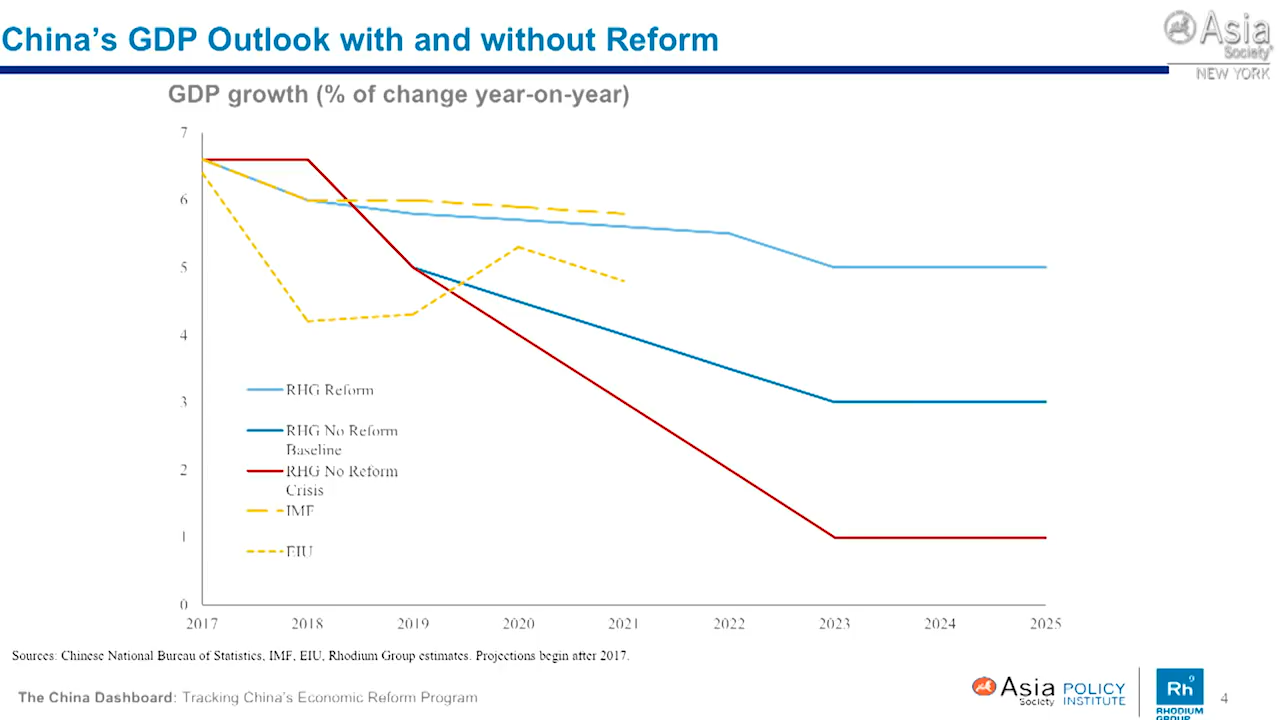 China's GDP Outlook with and without Reform
Asia
Society
NEW YORK
GDP growth (% of change year-on-year)
7
6
5
4
3
2
1
0
RHG Reform
RHG No Reform
Baseline
RHG No Reform
Crisis
IMF
EIU
2017 2018 2019 2020 2021 2022 2023 2024 2025
Sources: Chinese National Bureau of Statistics, IMF, EIU, Rhodium Group estimates. Projections begin after 2017.
The China Dashboard: Tracking China's Economic Reform Program
Asia
Society
POLICY
INSTITUTE
9
Rh
RHODIUM
GROUP
4